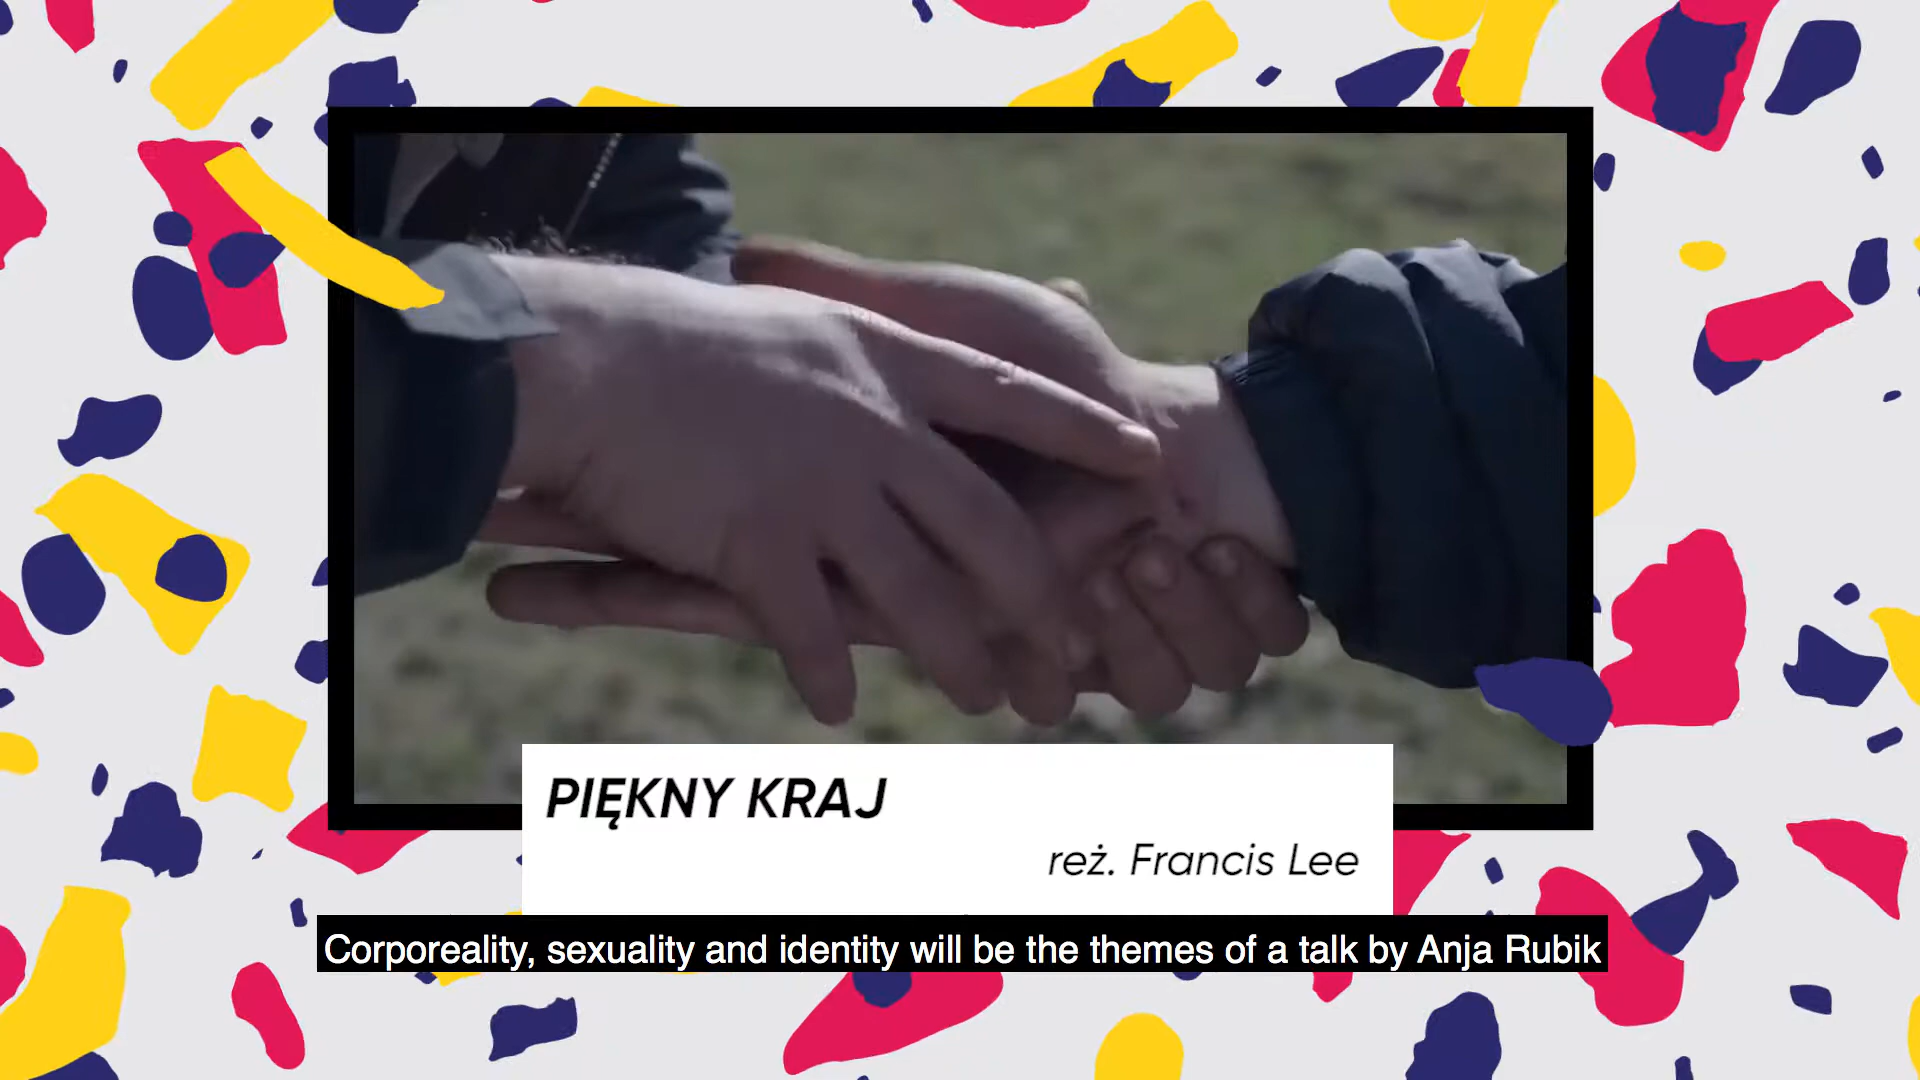 PIĘKNY KRAJ
reż. Francis Lee
Corporeality, sexuality and identity will be the themes of a talk by Anja Rubik